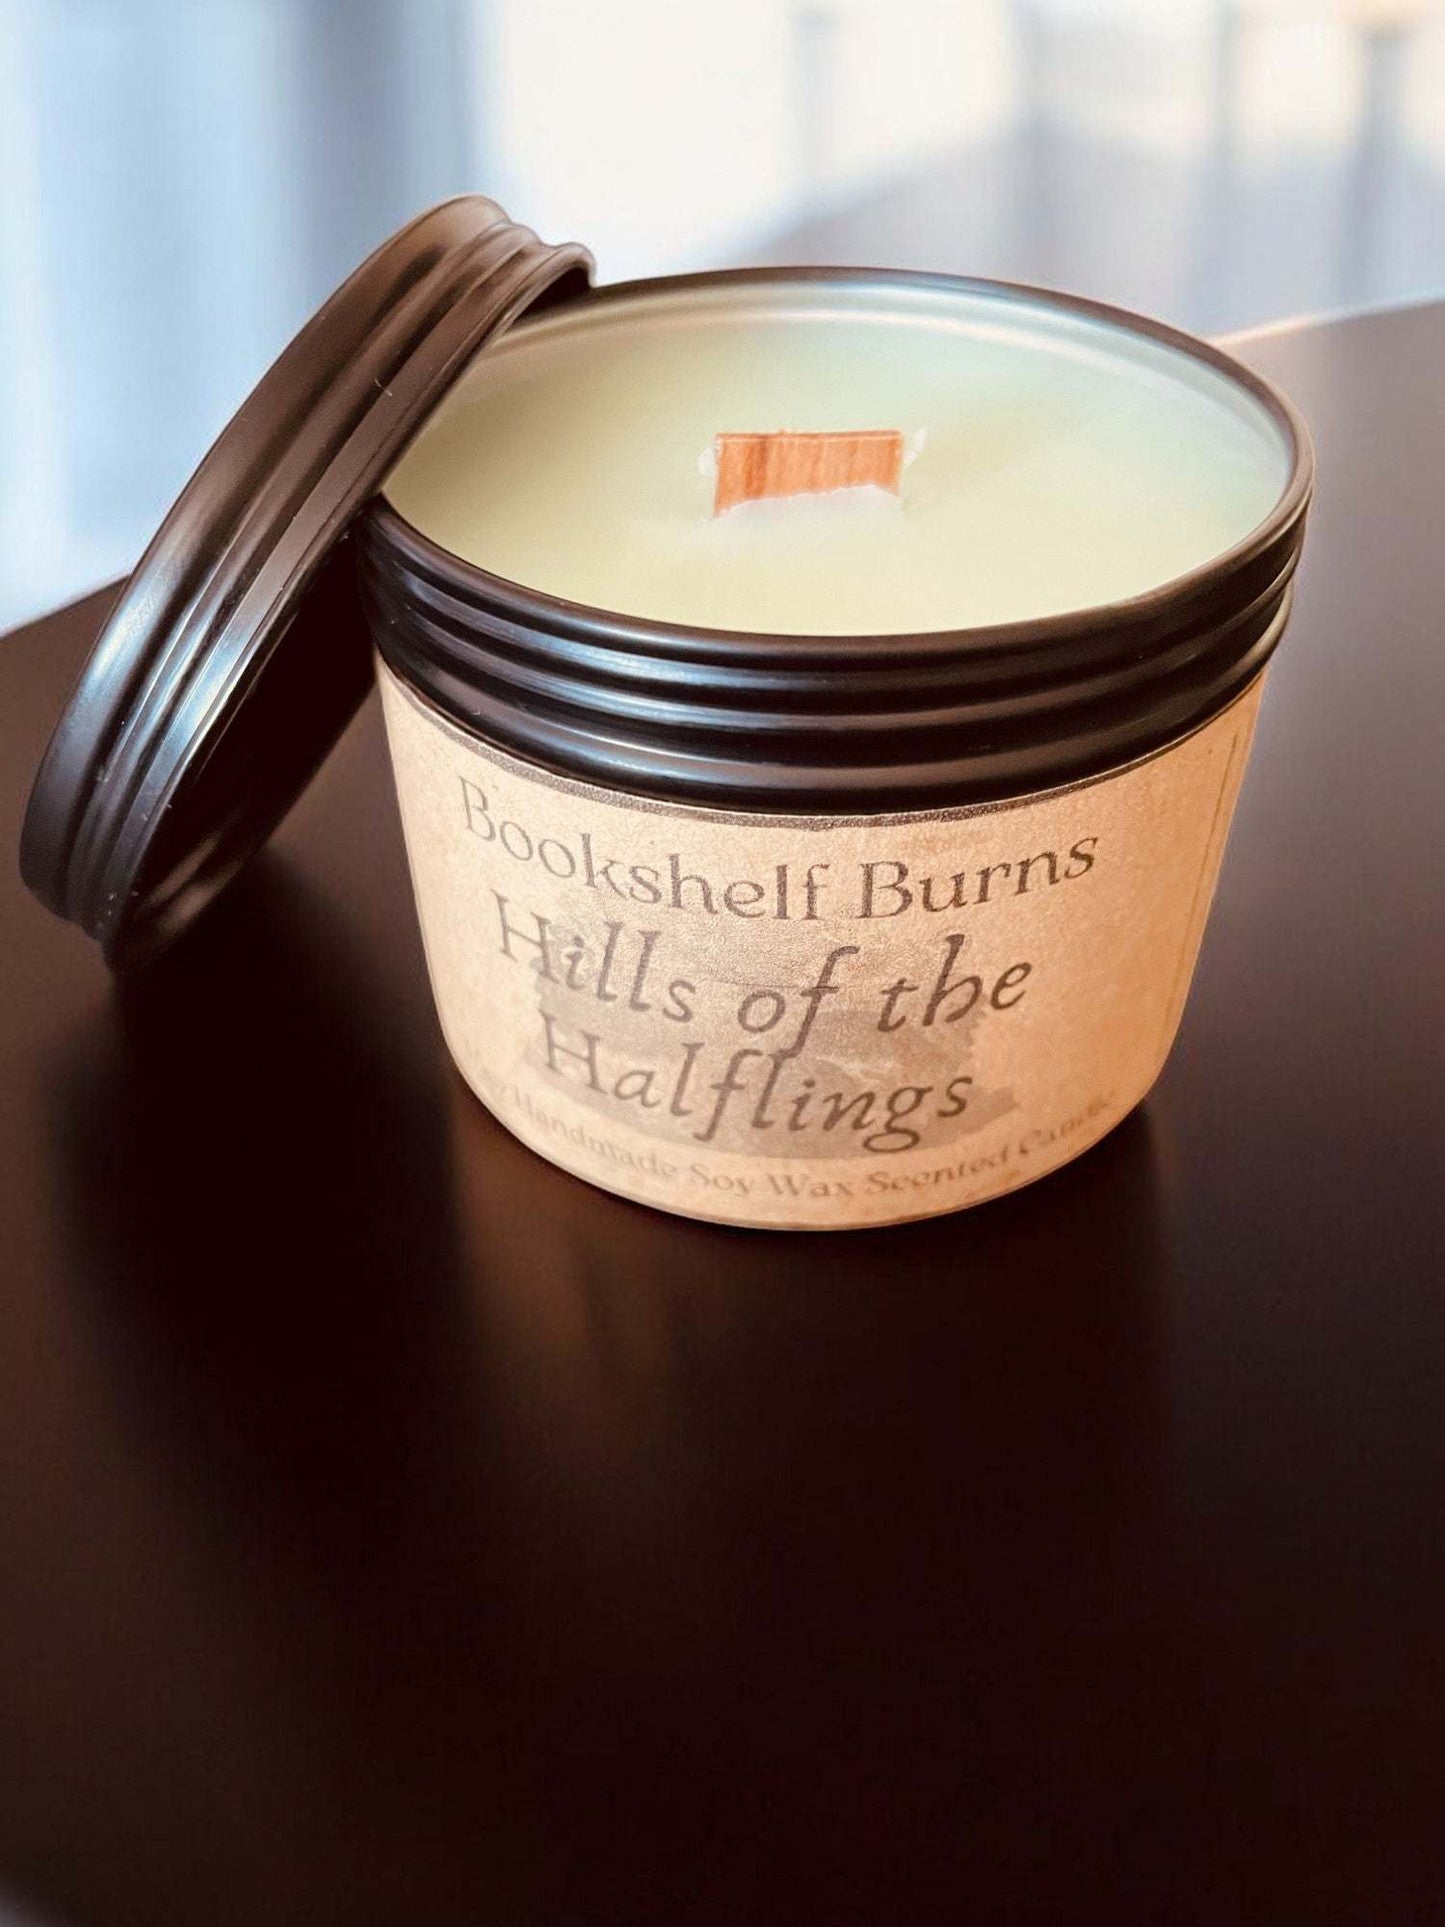 Bookshelf Burns
Hills of the
Halflings
Handmade Soy Wax Scented Candle